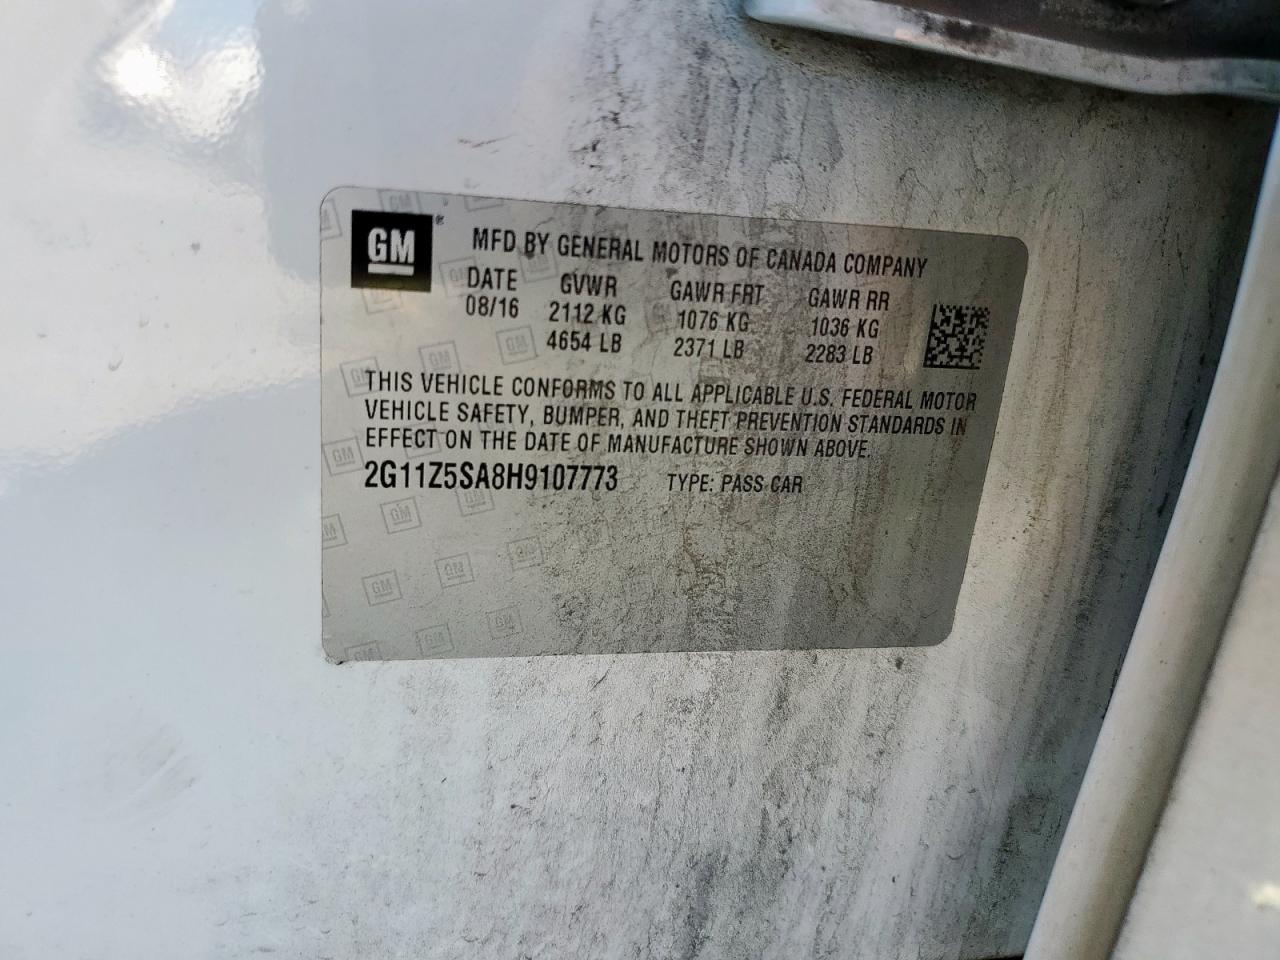 GM®
MFD BY GENERAL MOTORS OF CANADA COMPANY
DATE GVWR GAWR FRT GAWR RR
08/16 2112 KG 1076 KG 1036 KG
4654 LB 2371 LB 2283 LB
THIS VEHICLE CONFORMS TO ALL APPLICABLE U.S. FEDERAL MOTOR
VEHICLE SAFETY, BUMPER, AND THEFT PREVENTION STANDARDS IN
EFFECT ON THE DATE OF MANUFACTURE SHOWN ABOVE.
2G11Z5SA8H9107773 TYPE: PASS CAR